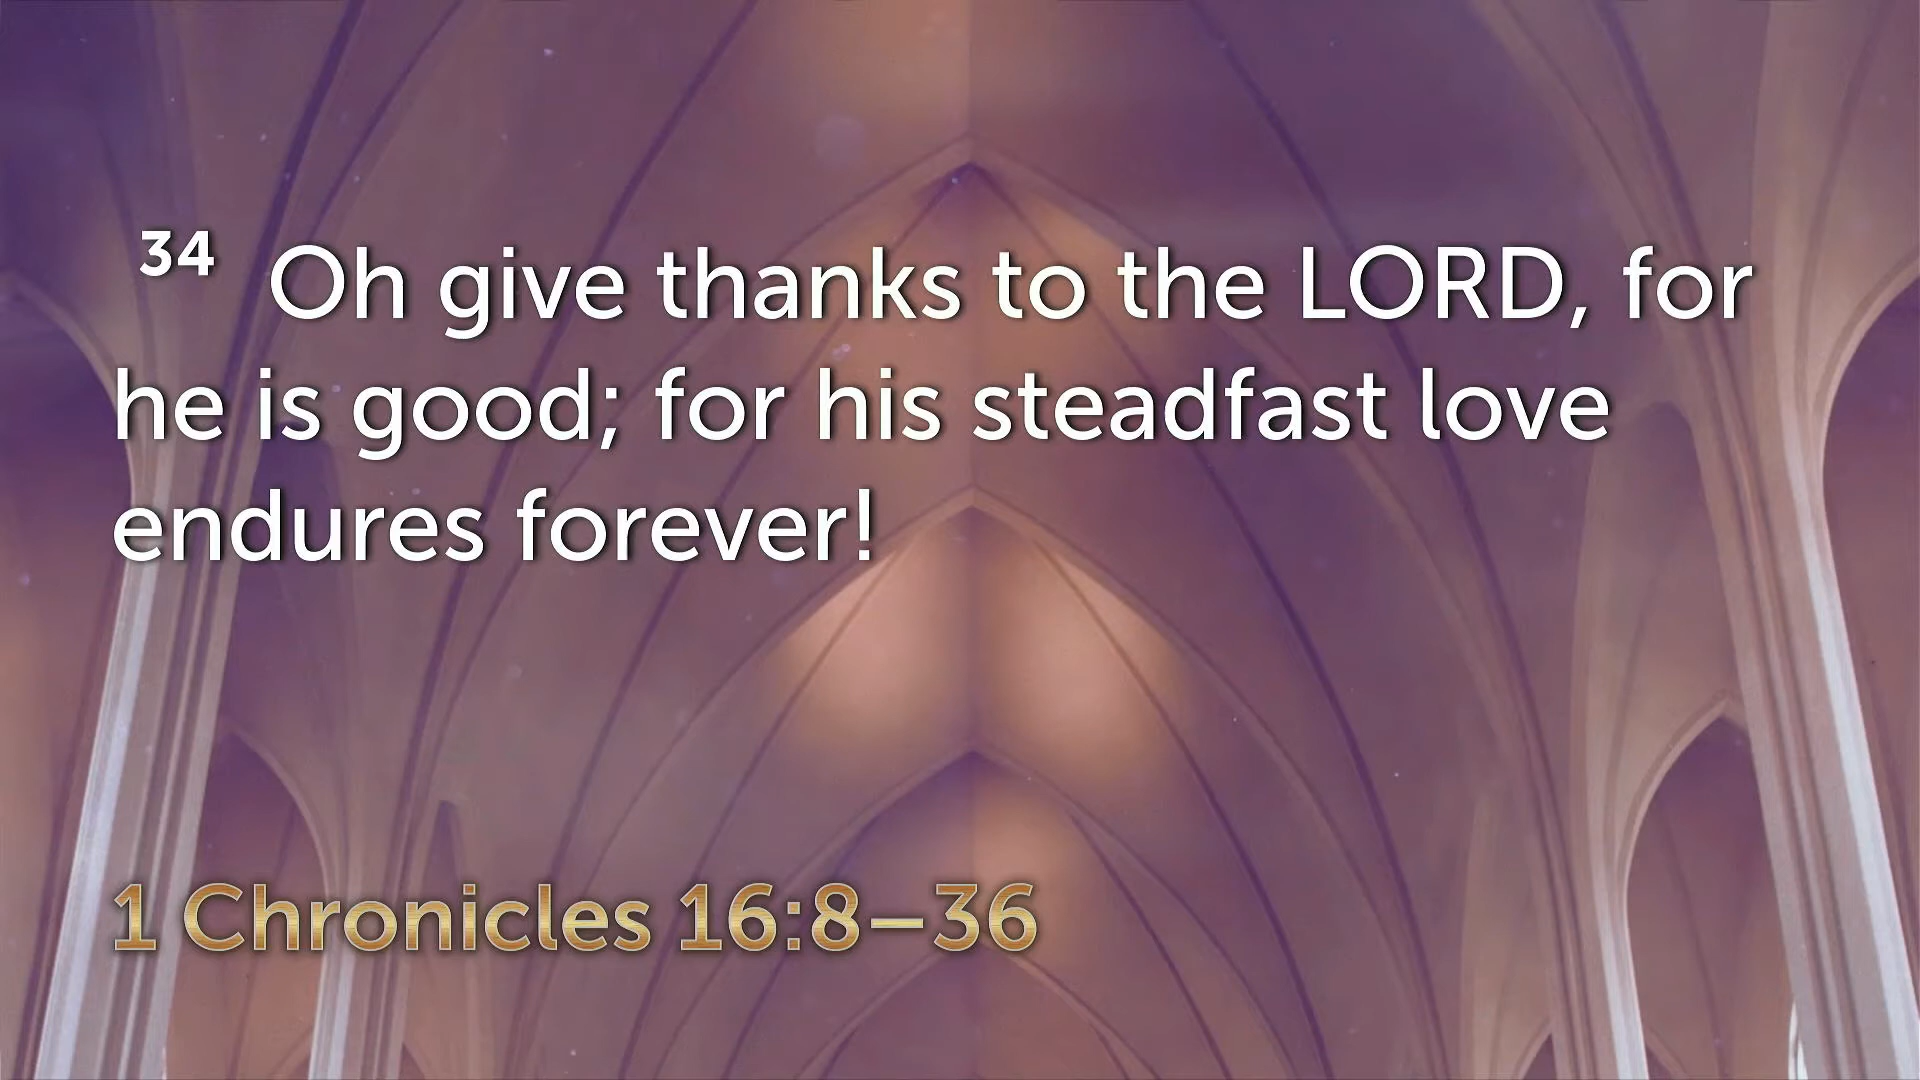 34 Oh give thanks to the LORD, for
he is good; for his steadfast love
endures forever!
1 Chronicles 16:8–36